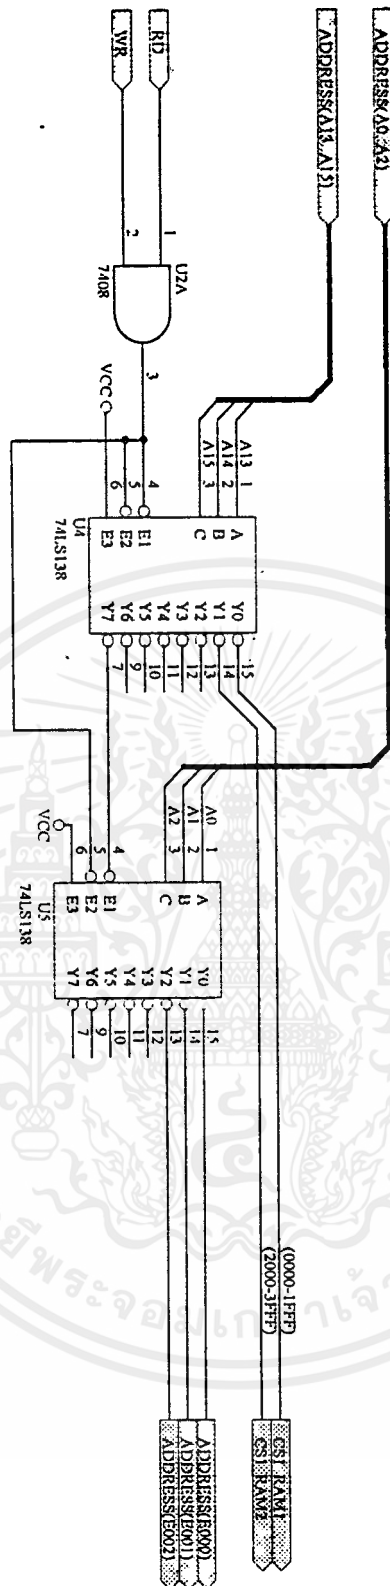 ADDRESS(A0..A2)
ADDRESS(A13..A15)
RD
WR
1
2
U2A
7408
3
VCC
A13 1
A14 2
A15 3
4
5
6
A
B
C
E1
E2
E3
U4
74LS138
Y0
Y1
Y2
Y3
Y4
Y5
Y6
Y7
15
14
13
12
11
10
9
7
A0 1
A1 2
A2 3
4
5
6
VCC
A
B
C
E1
E2
E3
U5
74LS138
Y0
Y1
Y2
Y3
Y4
Y5
Y6
Y7
15
14
13
12
11
10
9
7
(0000-1FFF)
(2000-3FFF)
CS1 RAM1
CS1 RAM2
ADDRESS(E000)
ADDRESS(E001)
ADDRESS(E002)